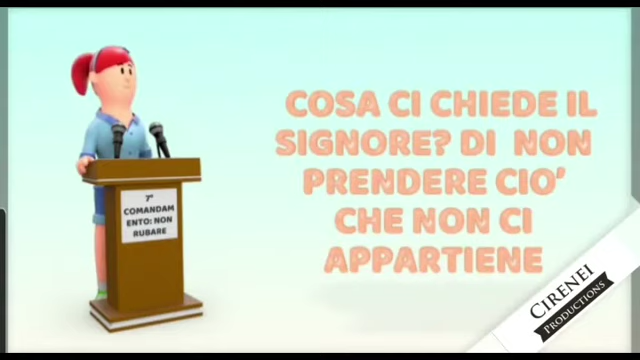 COSA CI CHIEDE IL
SIGNORE? DI NON
PRENDERE CIO'
CHE NON CI
APPARTIENE
7°
COMANDAM
ENTO: NON
RUBARE
CIRENEI
PRODUCTIONS